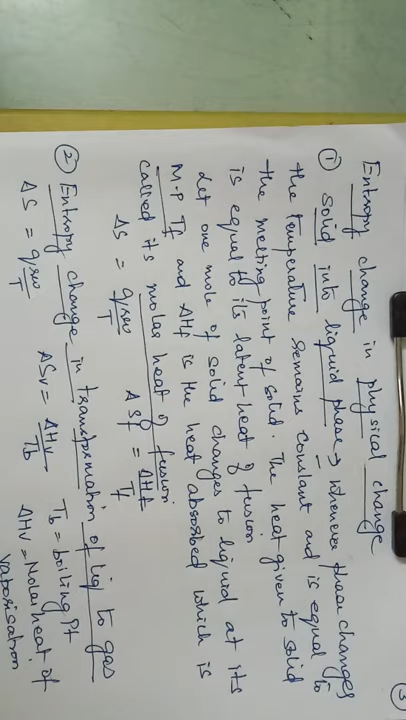 3
Entropy change in physical change
① Solid into liquid phase → whenever phase changes
the temperature remains constant and is equal to
the melting point of solid. The heat given to solid
is equal to its latent heat of fusion
Let one mole of solid changes to liquid at its
M.P Tf and ΔHf is the heat absorbed which is
called its molar heat of fusion
ΔS = qrev/T ΔSf = ΔHf/Tf
② Entropy change in transformation of liq to gas
ΔS = qrev/T ΔSv = ΔHv/Tb Tb = boiling pt
ΔHv = Molar heat of
vaporisation